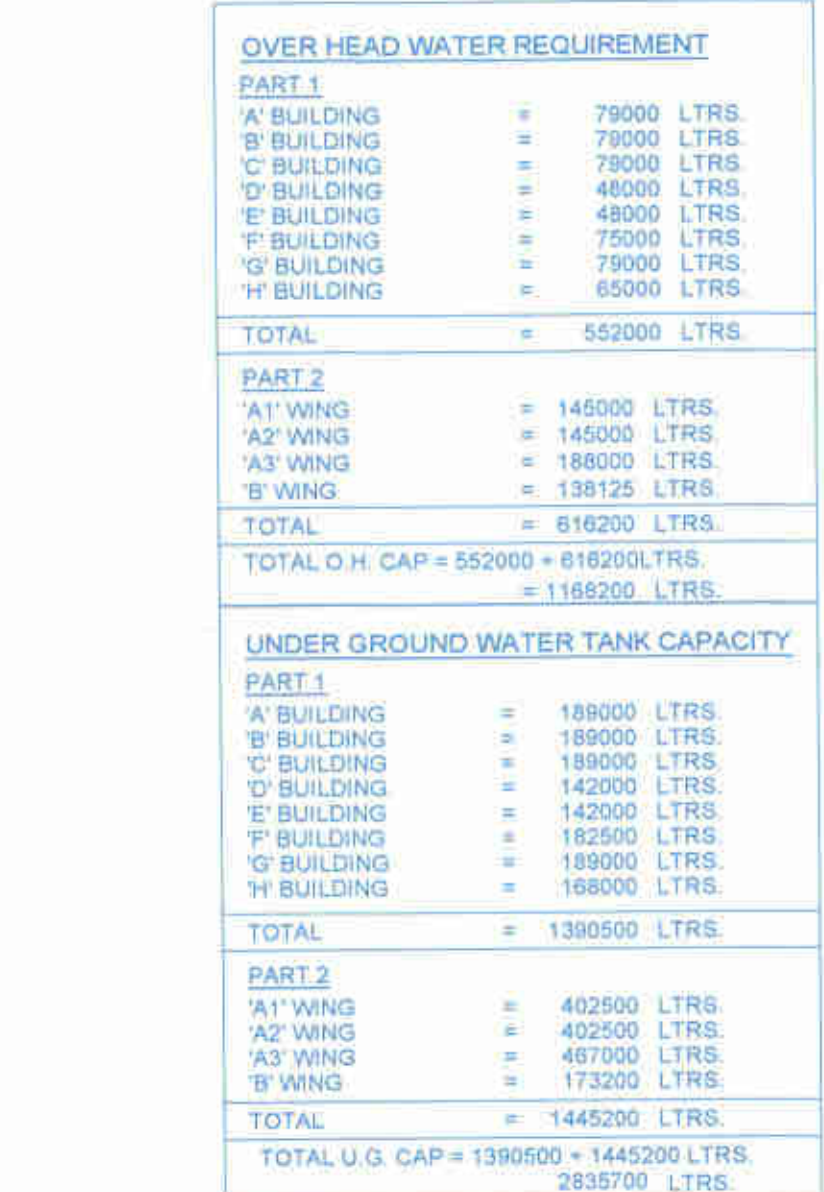 OVER HEAD WATER REQUIREMENT
PART 1
'A' BUILDING = 79000 LTRS.
'B' BUILDING = 79000 LTRS.
'C' BUILDING = 79000 LTRS.
'D' BUILDING = 48000 LTRS.
'E' BUILDING = 48000 LTRS.
'F' BUILDING = 75000 LTRS.
'G' BUILDING = 79000 LTRS.
'H' BUILDING = 65000 LTRS.
TOTAL = 552000 LTRS.
PART 2
'A1' WING = 145000 LTRS.
'A2' WING = 145000 LTRS.
'A3' WING = 188000 LTRS.
'B' WING = 138125 LTRS.
TOTAL = 616200 LTRS.
TOTAL O.H. CAP = 552000 + 616200LTRS.
= 1168200 LTRS.
UNDER GROUND WATER TANK CAPACITY
PART 1
'A' BUILDING = 189000 LTRS.
'B' BUILDING = 189000 LTRS.
'C' BUILDING = 189000 LTRS.
'D' BUILDING = 142000 LTRS.
'E' BUILDING = 142000 LTRS.
'F' BUILDING = 182500 LTRS.
'G' BUILDING = 189000 LTRS.
'H' BUILDING = 168000 LTRS.
TOTAL = 1390500 LTRS.
PART 2
'A1' WING = 402500 LTRS.
'A2' WING = 402500 LTRS.
'A3' WING = 467000 LTRS.
'B' WING = 173200 LTRS.
TOTAL = 1445200 LTRS.
TOTAL U.G. CAP = 1390500 + 1445200 LTRS.
2835700 LTRS.